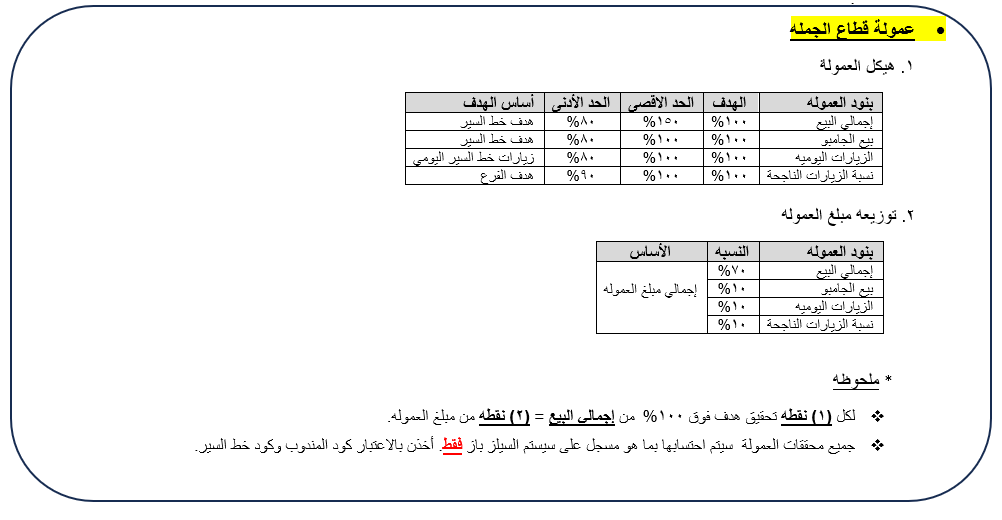 • عمولة قطاع الجمله
١. هيكل العمولة
بنود العموله الهدف الحد الاقصى الحد الأدنى أساس الهدف
إجمالي البيع ١٠٠% ١٥٠% ٨٠% هدف خط السير
بيع الجامبو ١٠٠% ١٠٠% ٨٠% هدف خط السير
الزيارات اليوميه ١٠٠% ١٠٠% ٨٠% زيارات خط السير اليومي
نسبة الزيارات الناجحة ١٠٠% ١٠٠% ٩٠% هدف الفرع
٢. توزيعه مبلغ العموله
بنود العموله النسبه الأساس
إجمالي البيع ٧٠%
بيع الجامبو ١٠% إجمالي مبلغ العموله
الزيارات اليوميه ١٠%
نسبة الزيارات الناجحة ١٠%
* ملحوظه
❖ لكل (١) نقطه تحقيق هدف فوق ١٠٠% من إجمالي البيع = (٢) نقطه من مبلغ العموله.
❖ جميع محققات العمولة سيتم احتسابها بما هو مسجل على سيستم السيلز باز فقط. أخذن بالاعتبار كود المندوب وكود خط السير.